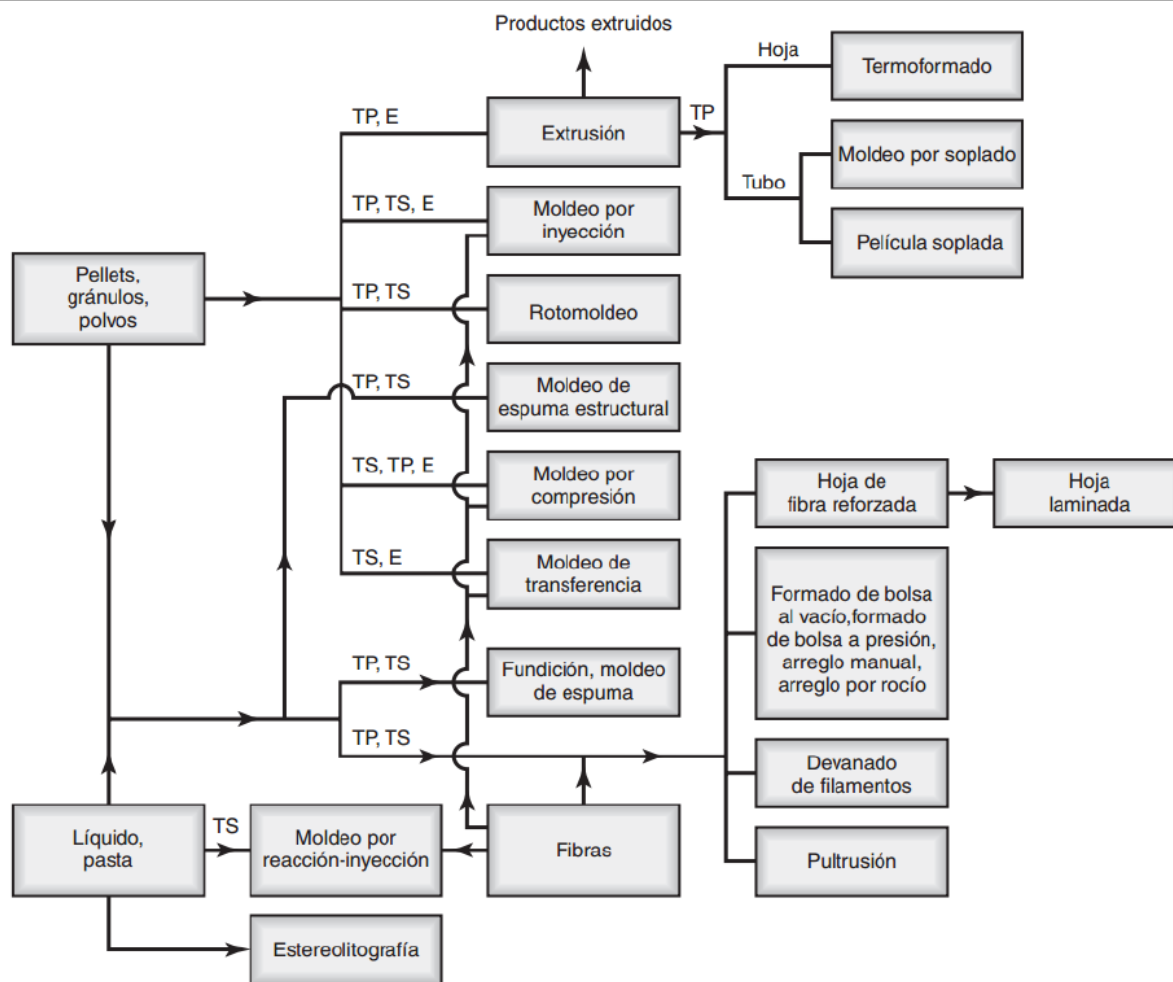 Productos extruidos
Hoja
Termoformado
TP, E
Extrusión
TP
Moldeo por soplado
Tubo
TP, TS, E
Moldeo por
inyección
Película soplada
Pellets,
gránulos,
polvos
TP, TS
Rotomoldeo
TP, TS
Moldeo de
espuma estructural
TS, TP, E
Moldeo por
compresión
Hoja de
fibra reforzada
Hoja
laminada
TS, E
Moldeo de
transferencia
Formado de bolsa
al vacío,formado
de bolsa a presión,
arreglo manual,
arreglo por rocío
TP, TS
Fundición, moldeo
de espuma
TP, TS
Devanado
de filamentos
Líquido,
pasta
TS
Moldeo por
reacción-inyección
Fibras
Pultrusión
Estereolitografía